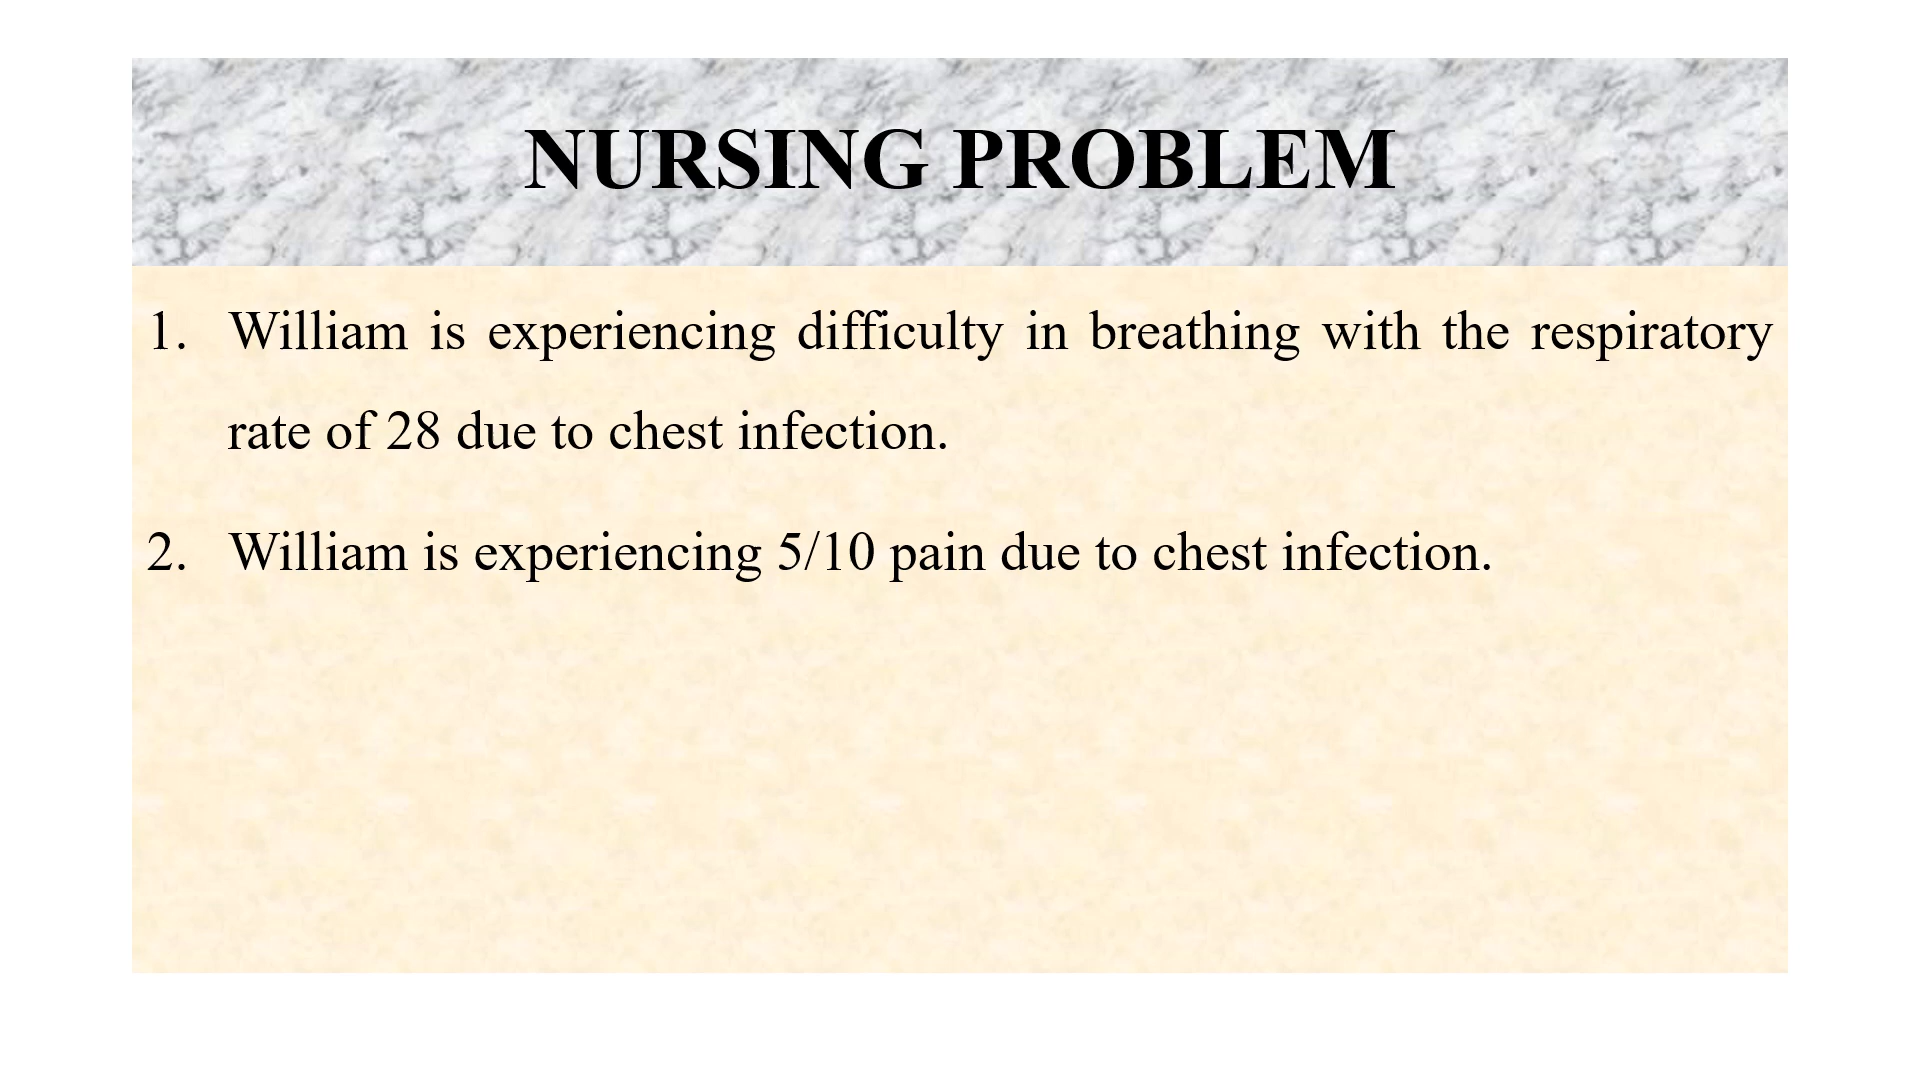 NURSING PROBLEM
1. William is experiencing difficulty in breathing with the respiratory
rate of 28 due to chest infection.
2. William is experiencing 5/10 pain due to chest infection.